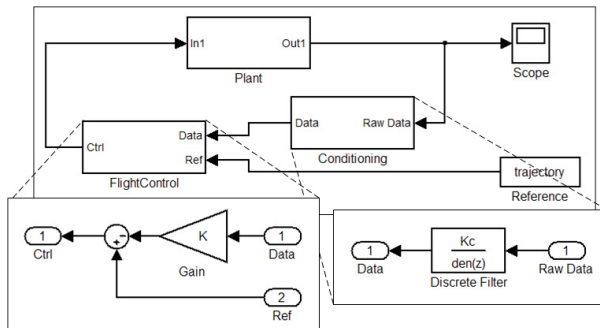 In1
Out1
Plant
Scope
Ctrl
Data
Ref
FlightControl
Data
Raw Data
Conditioning
trajectory
Reference
1
Ctrl
K
Gain
1
Data
2
Ref
1
Data
Kc
den(z)
Discrete Filter
1
Raw Data